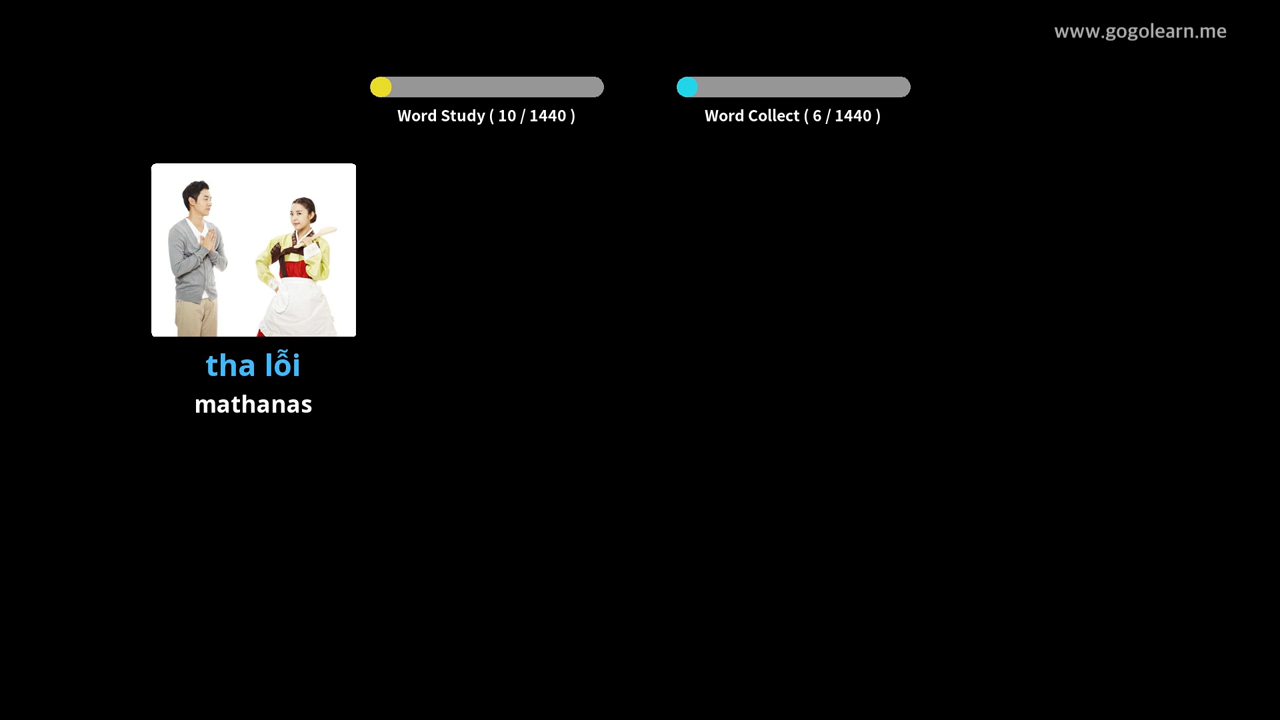 www.gogolearn.me
Word Study ( 10 / 1440 )
Word Collect ( 6 / 1440 )
tha lỗi
mathanas